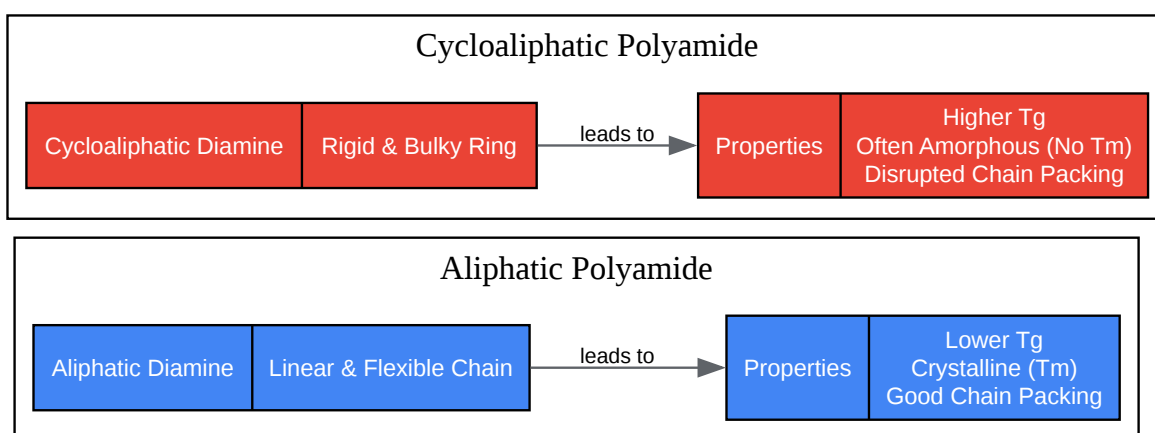 Cycloaliphatic Polyamide
Cycloaliphatic Diamine
Rigid & Bulky Ring
leads to
Properties
Higher Tg
Often Amorphous (No Tm)
Disrupted Chain Packing
Aliphatic Polyamide
Aliphatic Diamine
Linear & Flexible Chain
leads to
Properties
Lower Tg
Crystalline (Tm)
Good Chain Packing